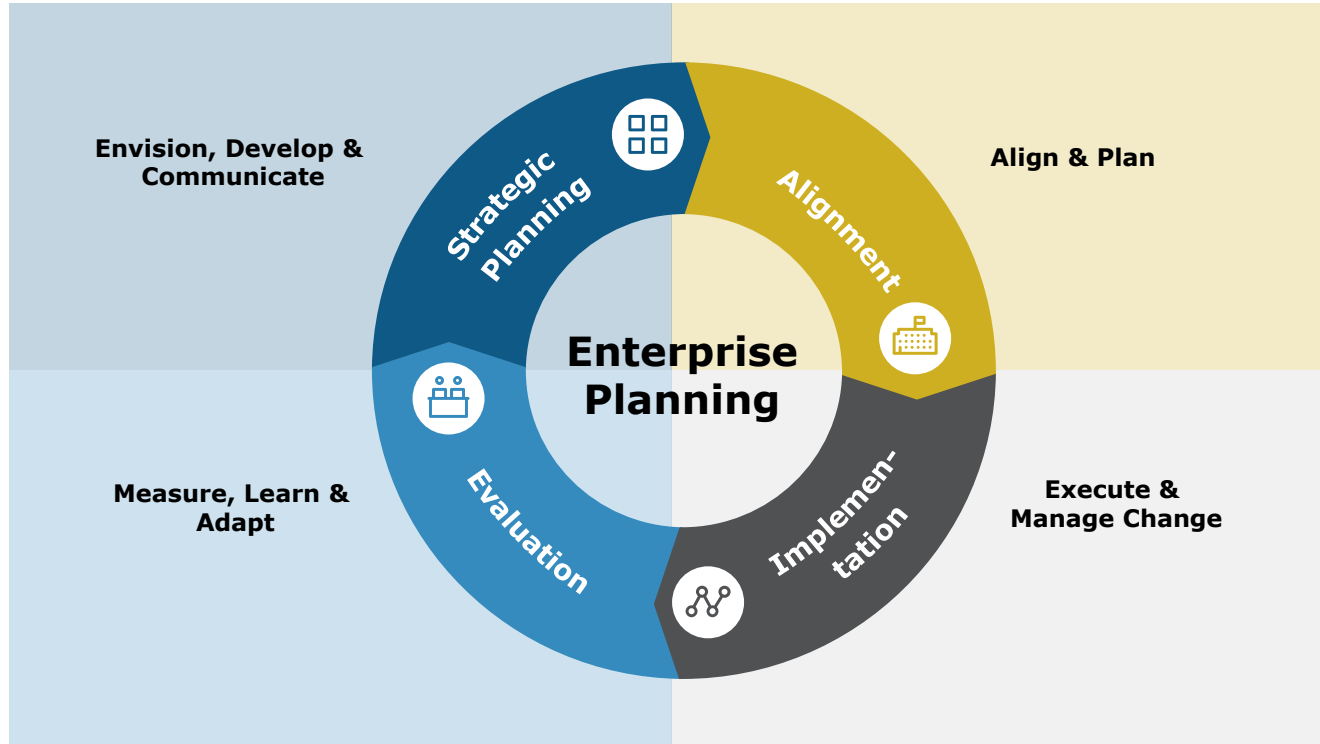 Envision, Develop &
Communicate
Strategic
Planning
Alignment
Align & Plan
Enterprise
Planning
Measure, Learn &
Adapt
Evaluation
Implemen-
tation
Execute &
Manage Change